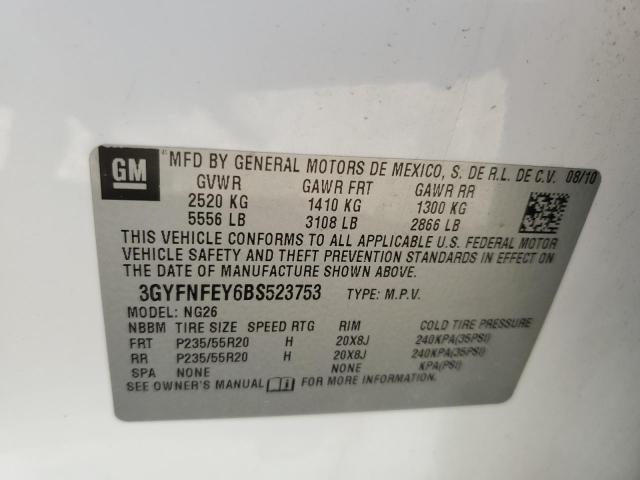 GM MFD BY GENERAL MOTORS DE MEXICO, S. DE R.L. DE C.V. 08/10
GVWR GAWR FRT GAWR RR
2520 KG 1410 KG 1300 KG
5556 LB 3108 LB 2866 LB
THIS VEHICLE CONFORMS TO ALL APPLICABLE U.S. FEDERAL MOTOR
VEHICLE SAFETY AND THEFT PREVENTION STANDARDS IN EFFECT ON
THE DATE OF MANUFACTURE SHOWN ABOVE.
3GYFNFEY6BS523753 TYPE: M.P.V.
MODEL: NG26
NBBM TIRE SIZE SPEED RTG RIM COLD TIRE PRESSURE
FRT P235/55R20 H 20X8J 240KPA(35PSI)
RR P235/55R20 H 20X8J 240KPA(35PSI)
SPA NONE NONE KPA(PSI)
SEE OWNER'S MANUAL FOR MORE INFORMATION.